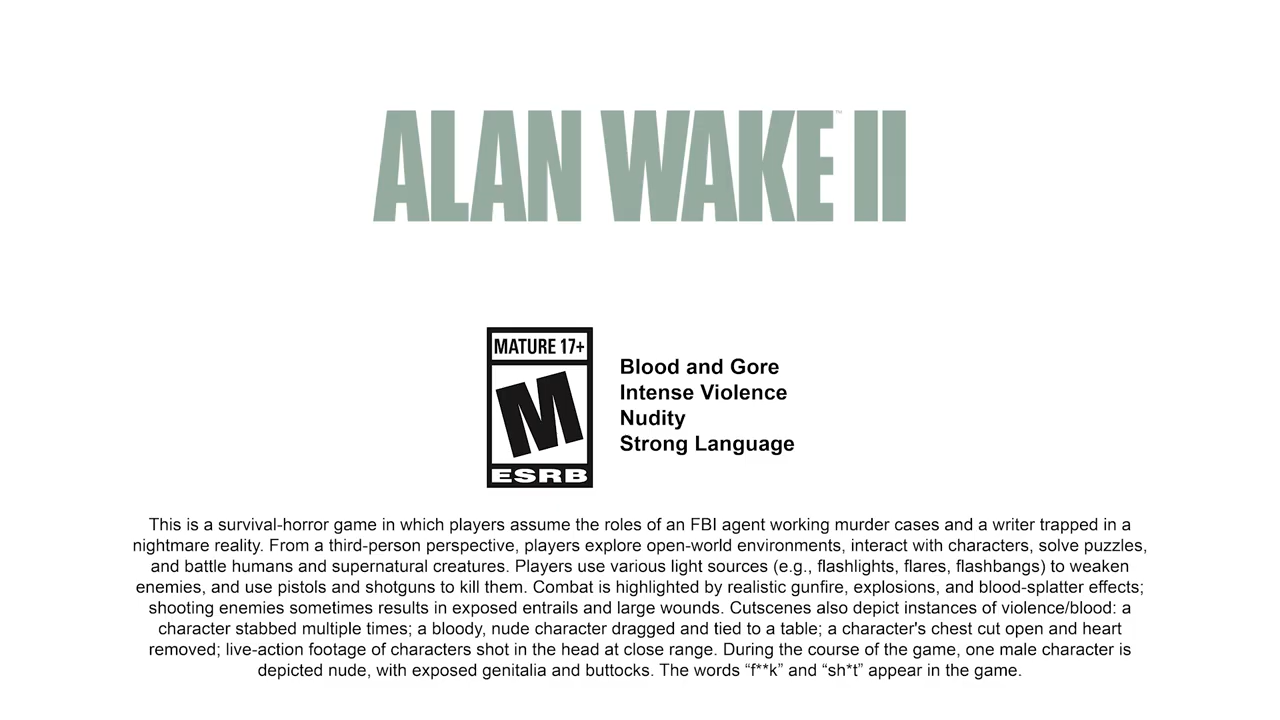 ALAN WAKE II
MATURE 17+
M
ESRB
Blood and Gore
Intense Violence
Nudity
Strong Language
This is a survival-horror game in which players assume the roles of an FBI agent working murder cases and a writer trapped in a
nightmare reality. From a third-person perspective, players explore open-world environments, interact with characters, solve puzzles,
and battle humans and supernatural creatures. Players use various light sources (e.g., flashlights, flares, flashbangs) to weaken
enemies, and use pistols and shotguns to kill them. Combat is highlighted by realistic gunfire, explosions, and blood-splatter effects;
shooting enemies sometimes results in exposed entrails and large wounds. Cutscenes also depict instances of violence/blood: a
character stabbed multiple times; a bloody, nude character dragged and tied to a table; a character's chest cut open and heart
removed; live-action footage of characters shot in the head at close range. During the course of the game, one male character is
depicted nude, with exposed genitalia and buttocks. The words “f**k” and “sh*t” appear in the game.